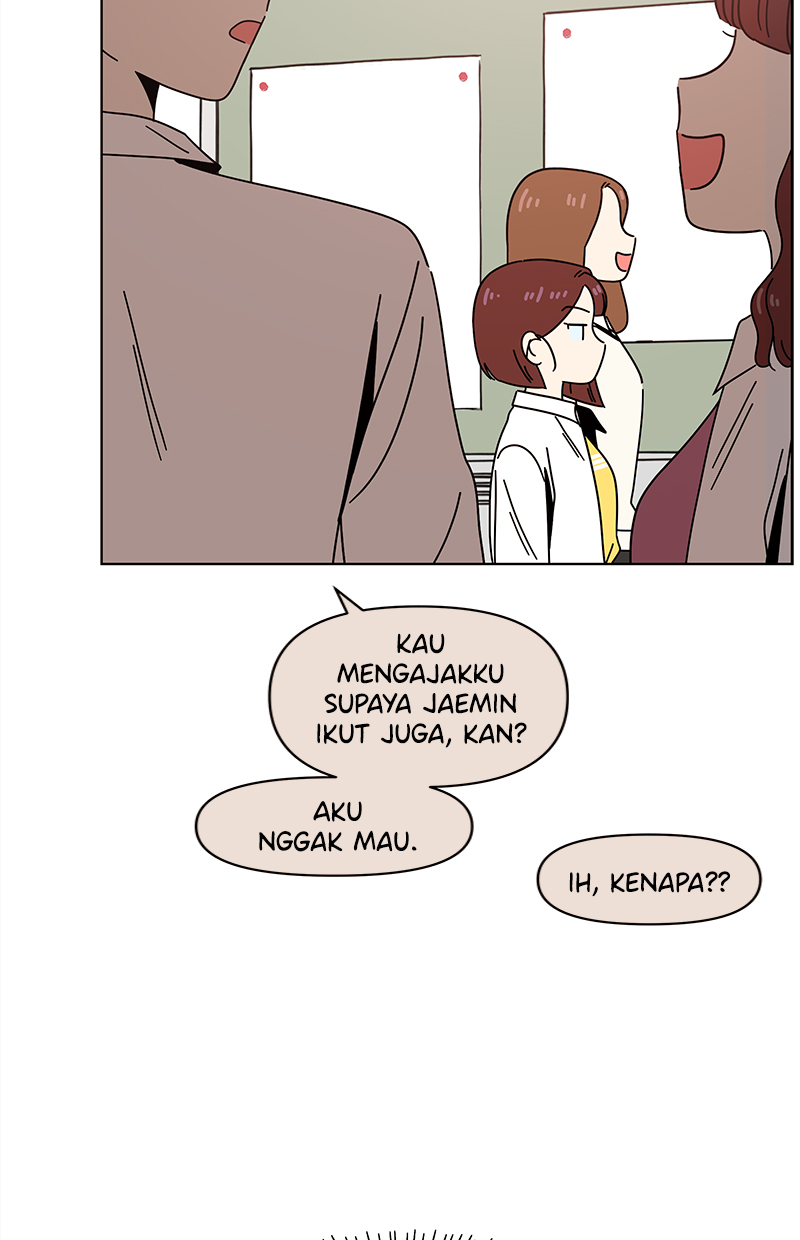 KAU
MENGAJAKKU
SUPAYA JAEMIN
IKUT JUGA, KAN?
AKU
NGGAK MAU.
IH, KENAPA??